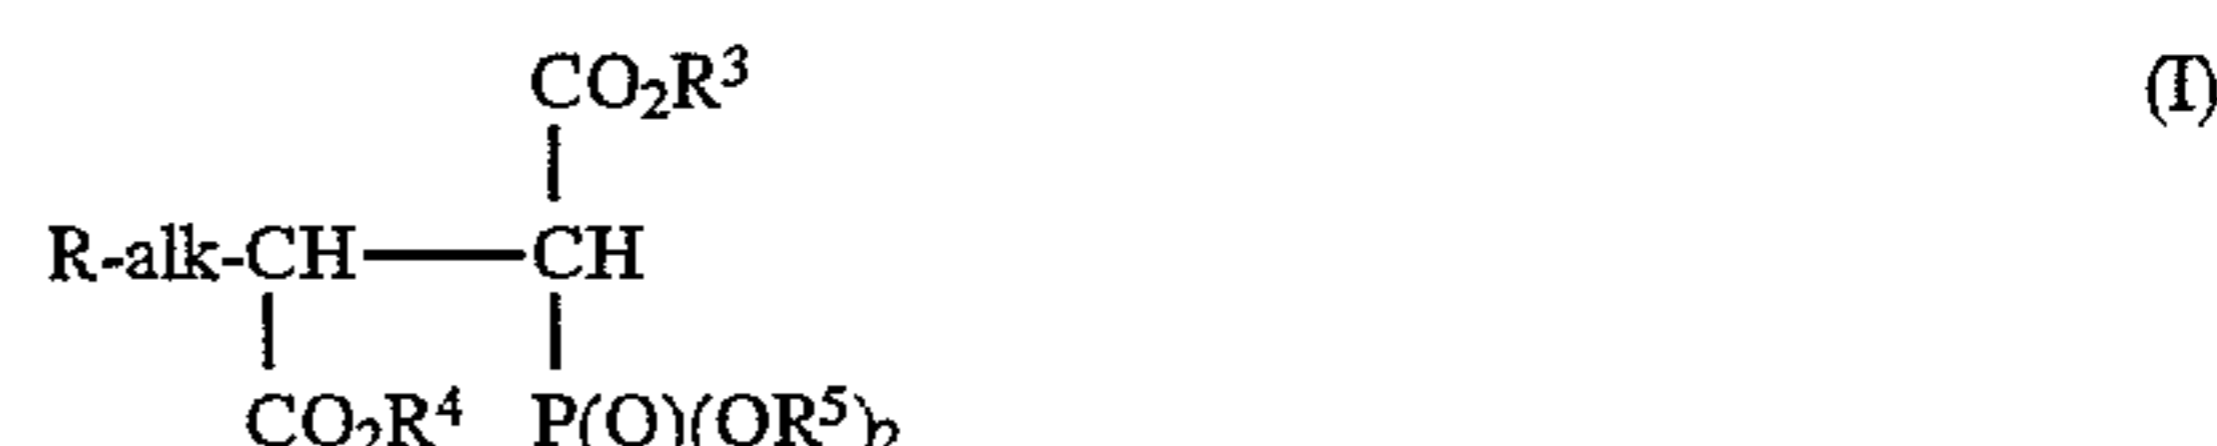 CO₂R³ (I)
R-alk-CH—CH
CO₂R⁴ P(O)(OR⁵)₂